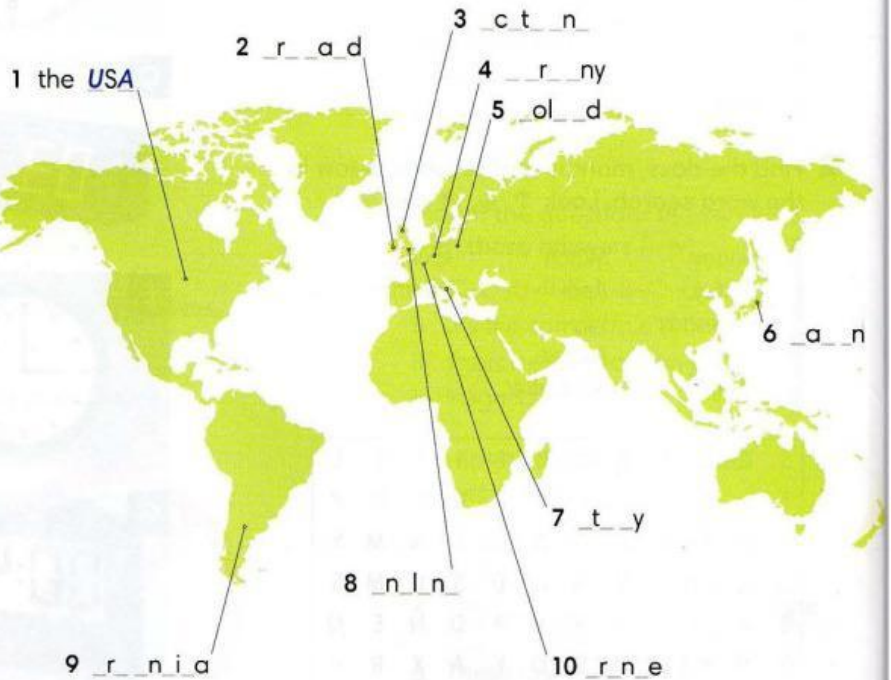 1 the USA
2 _r_ _a_d
3 _c_t_ _n_
4 _ _r_ _ny
5 _ol_ _d
6 _a_ _n
7 _t_ _y
8 _n_l_n_
9 _r_ _n_i_a
10 _r_n_e